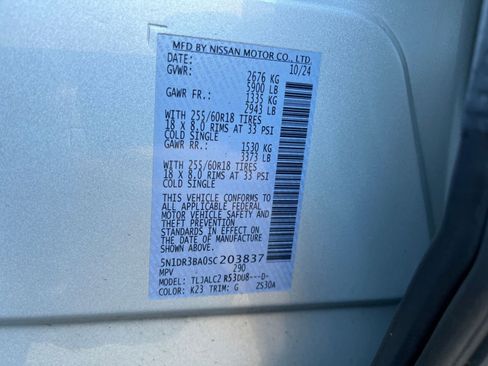 MFD BY NISSAN MOTOR CO., LTD.
DATE: 10/24
GVWR: 2676 KG
5900 LB
GAWR FR.: 1335 KG
2943 LB
WITH 255/60R18 TIRES
18 X 8.0 RIMS AT 33 PSI
COLD SINGLE
GAWR RR.: 1530 KG
3373 LB
WITH 255/60R18 TIRES
18 X 8.0 RIMS AT 33 PSI
COLD SINGLE
THIS VEHICLE CONFORMS TO
ALL APPLICABLE FEDERAL
MOTOR VEHICLE SAFETY AND
THEFT PREVENTION
STANDARDS IN EFFECT ON
THE DATE OF MANUFACTURE
SHOWN ABOVE.
5N1DR3BA0SC203837
MPV 290
MODEL: TLJALC2 R53DU8---D-
COLOR: K23 TRIM: G ZS30A